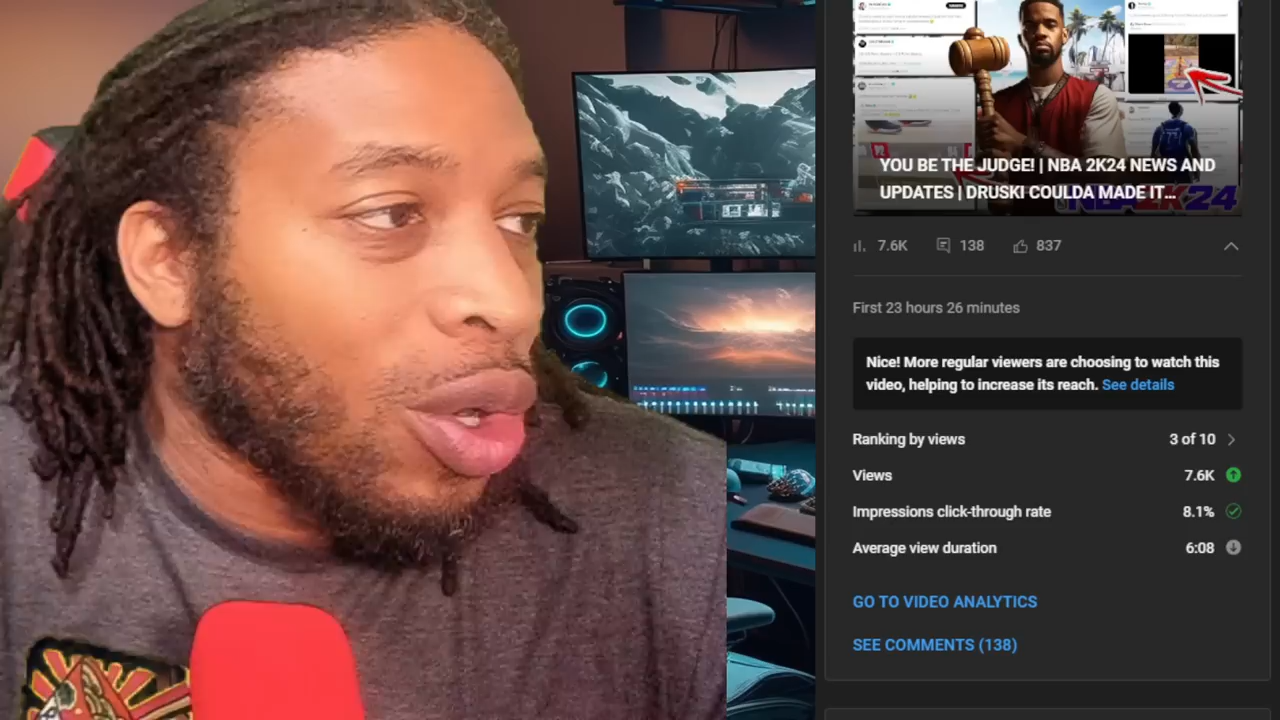 YOU BE THE JUDGE! | NBA 2K24 NEWS AND
UPDATES | DRUSKI COULDA MADE IT...
NBA 2K24
7.6K 138 837
First 23 hours 26 minutes
Nice! More regular viewers are choosing to watch this
video, helping to increase its reach. See details
Ranking by views 3 of 10
Views 7.6K
Impressions click-through rate 8.1%
Average view duration 6:08
GO TO VIDEO ANALYTICS
SEE COMMENTS (138)